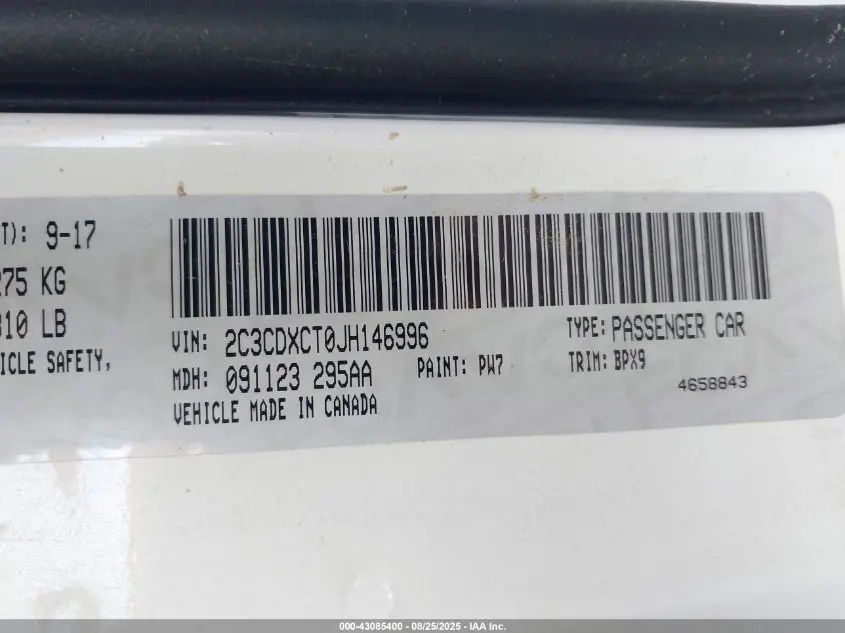 T): 9-17
275 KG
310 LB
ICLE SAFETY,
VIN: 2C3CDXCT0JH146996
TYPE: PASSENGER CAR
MDH: 091123 295AA
PAINT: PW7
TRIM: BPX9
VEHICLE MADE IN CANADA
4658843
000-43085400 - 08/25/2025 - IAA Inc.